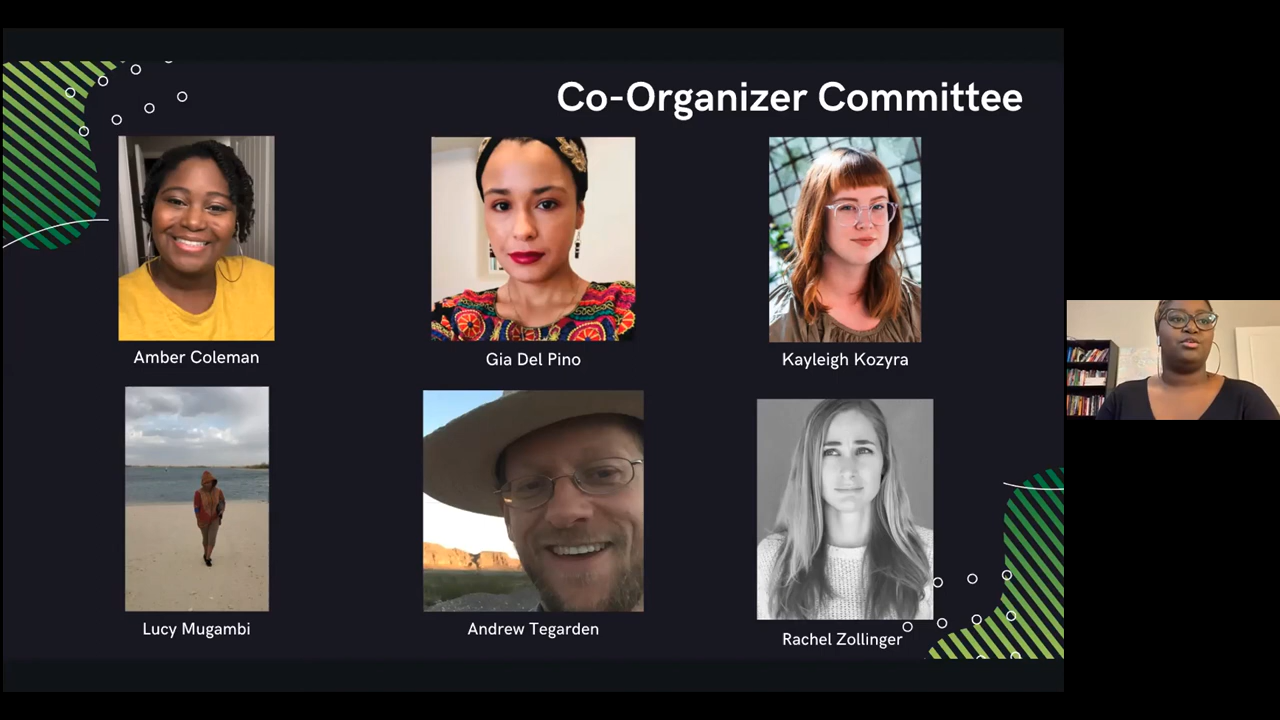 Co-Organizer Committee
Amber Coleman
Gia Del Pino
Kayleigh Kozyra
Lucy Mugambi
Andrew Tegarden
Rachel Zollinger